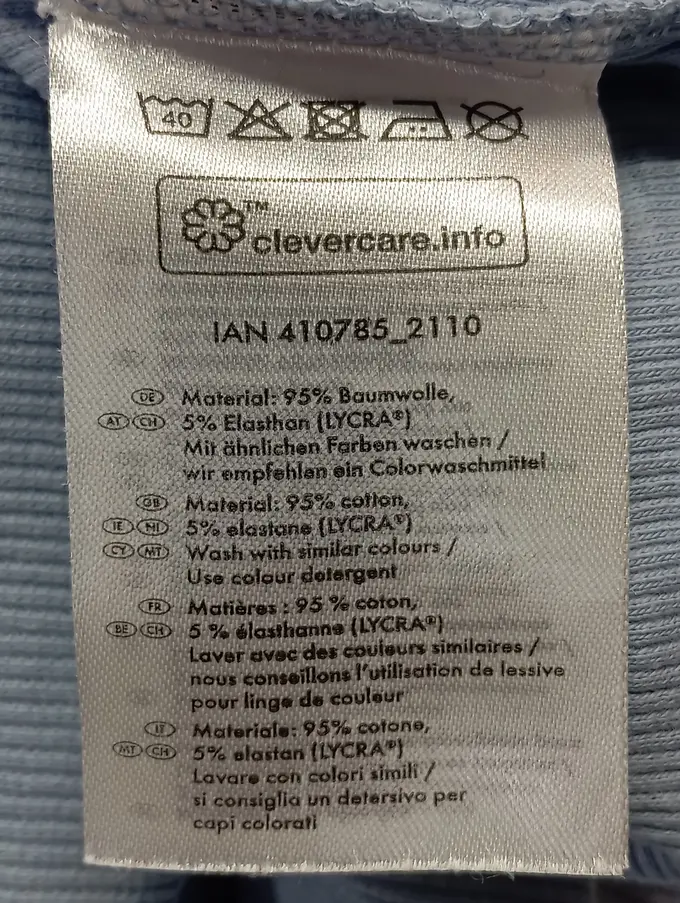 40
™
clevercare.info
IAN 410785_2110
DE Material: 95% Baumwolle,
AT CH 5% Elasthan (LYCRA®)
Mit ähnlichen Farben waschen /
wir empfehlen ein Colorwaschmittel
GB Material: 95% cotton,
IE NI 5% elastane (LYCRA®)
CY MT Wash with similar colours /
Use colour detergent
FR Matières : 95 % coton,
BE CH 5 % élasthanne (LYCRA®)
Laver avec des couleurs similaires /
nous conseillons l'utilisation de lessive
pour linge de couleur
IT Materiale: 95% cotone,
MT CH 5% elastan (LYCRA®)
Lavare con colori simili /
si consiglia un detersivo per
capi colorati